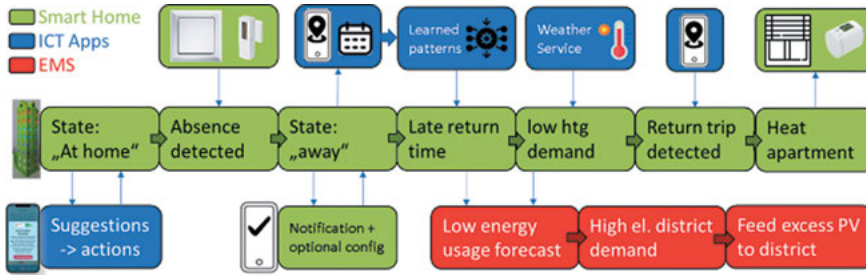 Smart Home
ICT Apps
EMS
Learned
patterns
Weather
Service
State:
„At home“
Absence
detected
State:
„away“
Late return
time
low htg
demand
Return trip
detected
Heat
apartment
Suggestions
-> actions
Notification +
optional config
Low energy
usage forecast
High el. district
demand
Feed excess PV
to district